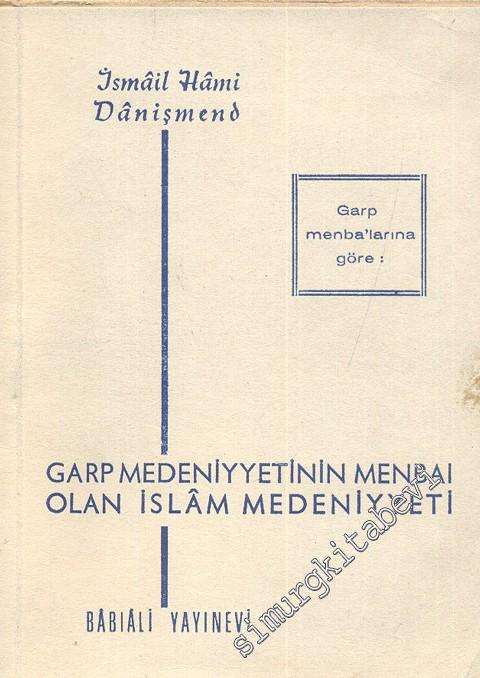 İsmâil Hâmi
Dânişmend
Garp
menba'larına
göre :
GARP MEDENİYYETİNİN MENBAI
OLAN İSLÂM MEDENİYYETİ
BÂBIÂLİ YAYINEVİ
simurgkitabevi